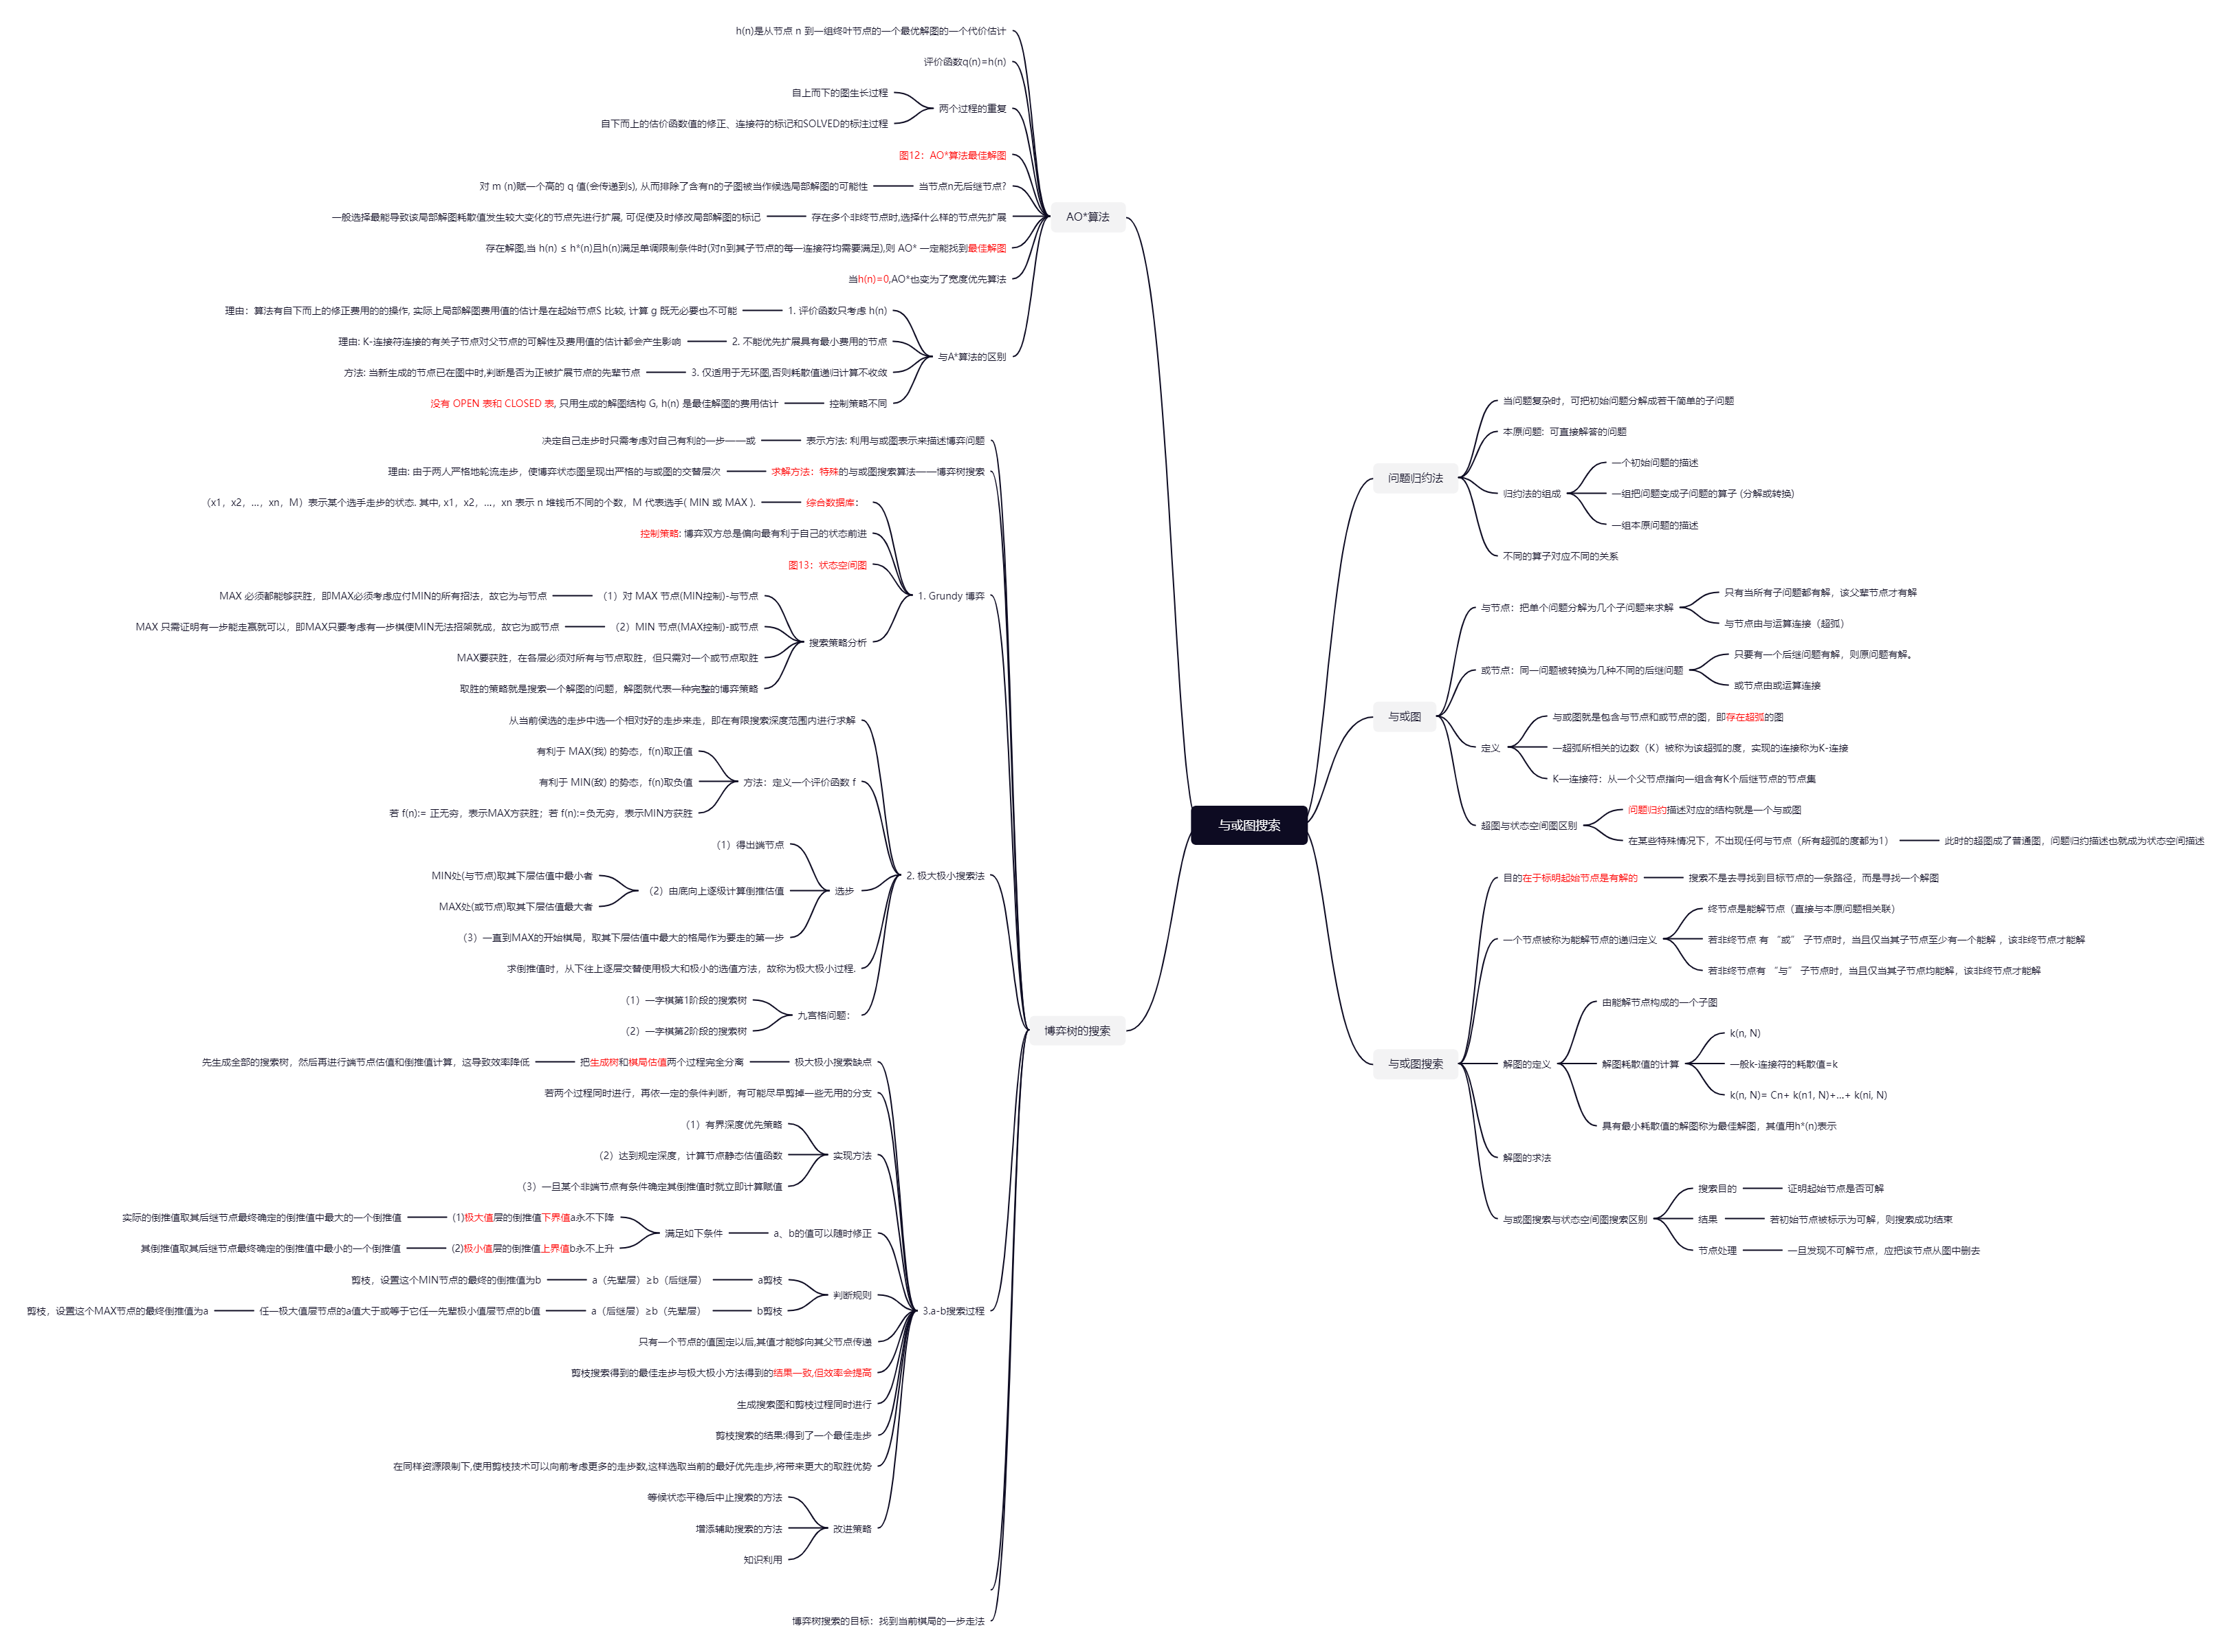 与或图搜索
问题归约法
当问题复杂时，可把初始问题分解成若干简单的子问题
本原问题：可直接解答的问题
归约法的组成
一个初始问题的描述
一组把问题变成子问题的算子 (分解或转换)
一组本原问题的描述
不同的算子对应不同的关系
与或图
与节点：把单个问题分解为几个子问题来求解
只有当所有子问题都有解，该父辈节点才有解
与节点由与运算连接（超弧）
或节点：同一问题被转换为几种不同的后继问题
只要有一个后继问题有解，则原问题有解。
或节点由或运算连接
定义
与或图就是包含与节点和或节点的图，即存在超弧的图
一超弧所相关的边数（K）被称为该超弧的度，实现的连接称为K-连接
K—连接符：从一个父节点指向一组含有K个后继节点的节点集
超图与状态空间图区别
问题归约描述对应的结构就是一个与或图
在某些特殊情况下，不出现任何与节点（所有超弧的度都为1）
此时的超图成了普通图，问题归约描述也就成为状态空间描述
与或图搜索
目的在于标明起始节点是有解的
搜索不是去寻找到目标节点的一条路径，而是寻找一个解图
一个节点被称为能解节点的递归定义
终节点是能解节点（直接与本原问题相关联）
若非终节点 有 “或” 子节点时，当且仅当其子节点至少有一个能解 ，该非终节点才能解
若非终节点有 “与” 子节点时，当且仅当其子节点均能解，该非终节点才能解
解图的定义
由能解节点构成的一个子图
解图耗散值的计算
k(n, N)
一般k-连接符的耗散值=k
k(n, N)= Cn+ k(n1, N)+...+ k(ni, N)
具有最小耗散值的解图称为最佳解图，其值用h*(n)表示
解图的求法
与或图搜索与状态空间图搜索区别
搜索目的
证明起始节点是否可解
结果
若初始节点被标示为可解，则搜索成功结束
节点处理
一旦发现不可解节点，应把该节点从图中删去
AO*算法
h(n)是从节点 n 到一组终叶节点的一个最优解图的一个代价估计
评价函数q(n)=h(n)
两个过程的重复
自上而下的图生长过程
自下而上的估价函数值的修正、连接符的标记和SOLVED的标注过程
图12：AO*算法最佳解图
当节点n无后继节点?
对 m (n)赋一个高的 q 值(会传递到s), 从而排除了含有n的子图被当作候选局部解图的可能性
存在多个非终节点时,选择什么样的节点先扩展
一般选择最能导致该局部解图耗散值发生较大变化的节点先进行扩展, 可促使及时修改局部解图的标记
存在解图,当 h(n) ≤ h*(n)且h(n)满足单调限制条件时(对n到其子节点的每一连接符均需要满足),则 AO* 一定能找到最佳解图
当h(n)=0,AO*也变为了宽度优先算法
与A*算法的区别
1. 评价函数只考虑 h(n)
理由：算法有自下而上的修正费用的的操作, 实际上局部解图费用值的估计是在起始节点S 比较, 计算 g 既无必要也不可能
2. 不能优先扩展具有最小费用的节点
理由: K-连接符连接的有关子节点对父节点的可解性及费用值的估计都会产生影响
3. 仅适用于无环图,否则耗散值递归计算不收敛
方法: 当新生成的节点已在图中时,判断是否为正被扩展节点的先辈节点
控制策略不同
没有 OPEN 表和 CLOSED 表, 只用生成的解图结构 G, h(n) 是最佳解图的费用估计
博弈树的搜索
表示方法: 利用与或图表示来描述博弈问题
决定自己走步时只需考虑对自己有利的一步——或
求解方法：特殊的与或图搜索算法——博弈树搜索
理由: 由于两人严格地轮流走步，使博弈状态图呈现出严格的与或图的交替层次
1. Grundy 博弈
综合数据库：
（x1，x2，…，xn，M）表示某个选手走步的状态. 其中, x1，x2，…，xn 表示 n 堆钱币不同的个数，M 代表选手( MIN 或 MAX ).
控制策略: 博弈双方总是偏向最有利于自己的状态前进
图13：状态空间图
搜索策略分析
（1）对 MAX 节点(MIN控制)-与节点
MAX 必须都能够获胜，即MAX必须考虑应付MIN的所有招法，故它为与节点
（2）MIN 节点(MAX控制)-或节点
MAX 只需证明有一步能走赢就可以，即MAX只要考虑有一步棋使MIN无法招架就成，故它为或节点
MAX要获胜，在各层必须对所有与节点取胜，但只需对一个或节点取胜
取胜的策略就是搜索一个解图的问题，解图就代表一种完整的博弈策略
2. 极大极小搜索法
从当前侯选的走步中选一个相对好的走步来走，即在有限搜索深度范围内进行求解
方法：定义一个评价函数 f
有利于 MAX(我) 的势态，f(n)取正值
有利于 MIN(敌) 的势态，f(n)取负值
若 f(n):= 正无穷，表示MAX方获胜；若 f(n):=负无穷，表示MIN方获胜
选步
（1）得出端节点
（2）由底向上逐级计算倒推估值
MIN处(与节点)取其下层估值中最小者
MAX处(或节点)取其下层估值最大者
（3）一直到MAX的开始棋局，取其下层估值中最大的格局作为要走的第一步
求倒推值时，从下往上逐层交替使用极大和极小的选值方法，故称为极大极小过程.
九宫格问题：
（1）一字棋第1阶段的搜索树
（2）一字棋第2阶段的搜索树
3.a-b搜索过程
极大极小搜索缺点
把生成树和棋局估值两个过程完全分离
先生成全部的搜索树，然后再进行端节点估值和倒推值计算，这导致效率降低
若两个过程同时进行，再依一定的条件判断，有可能尽早剪掉一些无用的分支
实现方法
（1）有界深度优先策略
（2）达到规定深度，计算节点静态估值函数
（3）一旦某个非端节点有条件确定其倒推值时就立即计算赋值
a、b的值可以随时修正
满足如下条件
(1)极大值层的倒推值下界值a永不下降
实际的倒推值取其后继节点最终确定的倒推值中最大的一个倒推值
(2)极小值层的倒推值上界值b永不上升
其倒推值取其后继节点最终确定的倒推值中最小的一个倒推值
判断规则
a剪枝
a（先辈层）≥b（后继层）
剪枝，设置这个MIN节点的最终的倒推值为b
b剪枝
a（后继层）≥b（先辈层）
任一极大值层节点的a值大于或等于它任一先辈极小值层节点的b值
剪枝，设置这个MAX节点的最终倒推值为a
只有一个节点的值固定以后,其值才能够向其父节点传递
剪枝搜索得到的最佳走步与极大极小方法得到的结果一致,但效率会提高
生成搜索图和剪枝过程同时进行
剪枝搜索的结果:得到了一个最佳走步
在同样资源限制下,使用剪枝技术可以向前考虑更多的走步数,这样选取当前的最好优先走步,将带来更大的取胜优势
改进策略
等候状态平稳后中止搜索的方法
增添辅助搜索的方法
知识利用
博弈树搜索的目标：找到当前棋局的一步走法